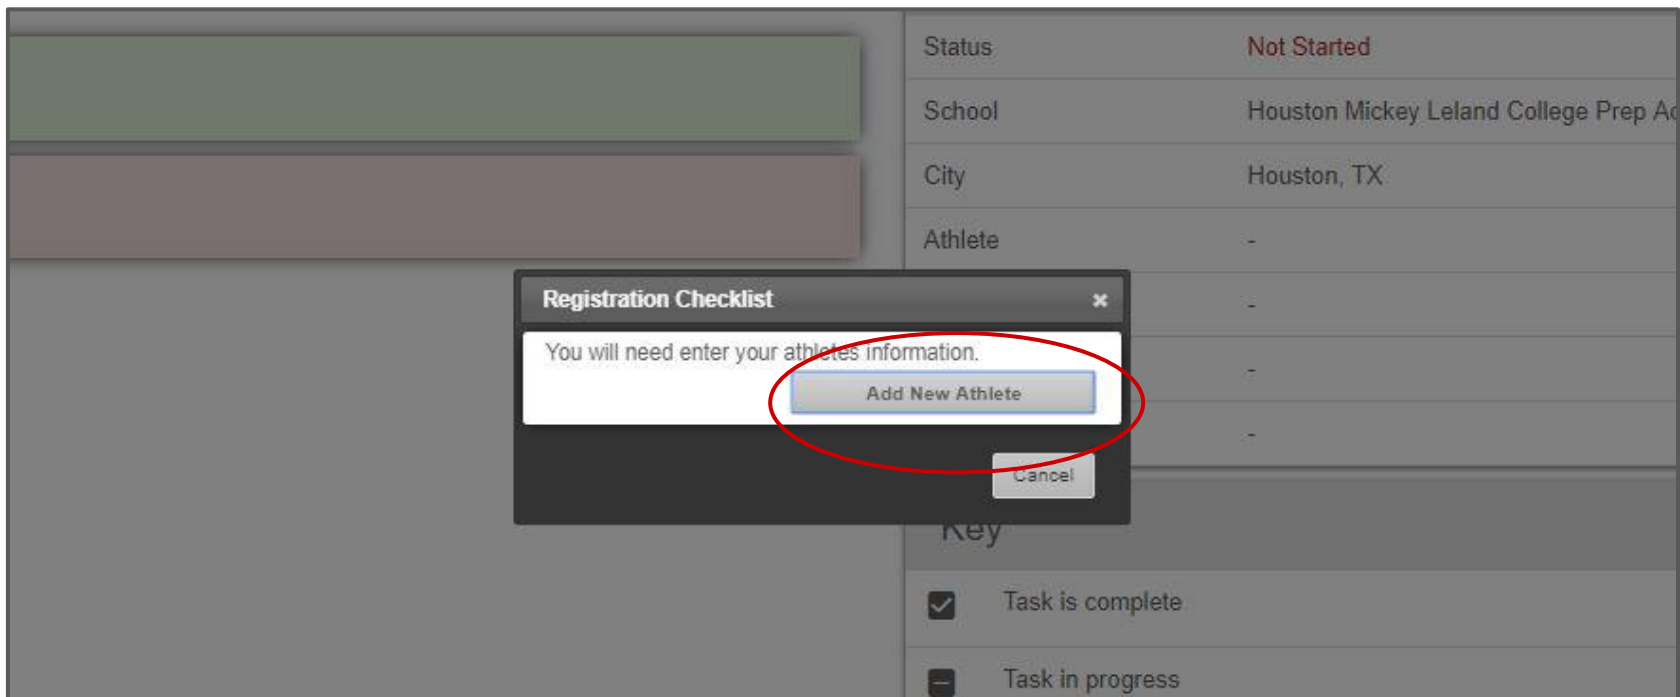 Status Not Started
School Houston Mickey Leland College Prep
City Houston, TX
Athlete -
Registration Checklist
-
You will need enter your athletes information.
Add New Athlete
-
-
Cancel
Key
Task is complete
Task in progress